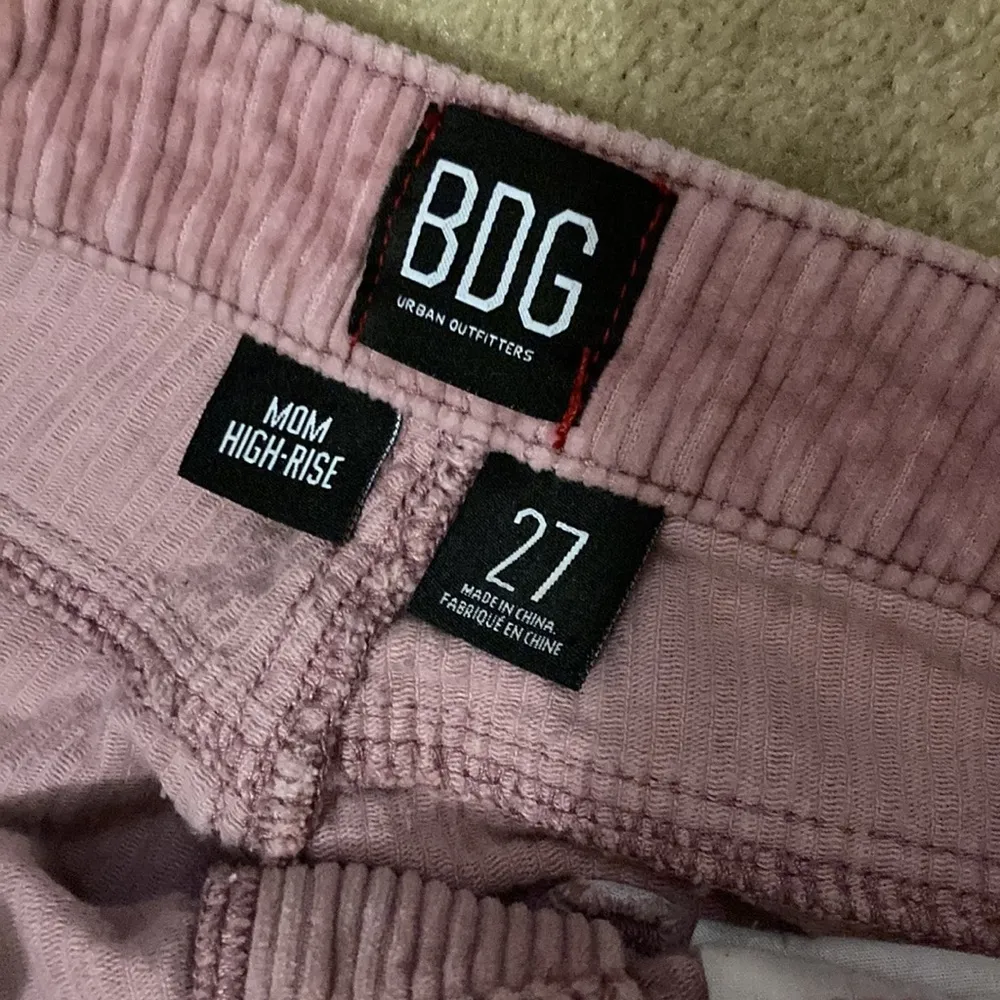 BDG
URBAN OUTFITTERS
MOM
HIGH-RISE
27
MADE IN CHINA.
FABRIQUÉ EN CHINE